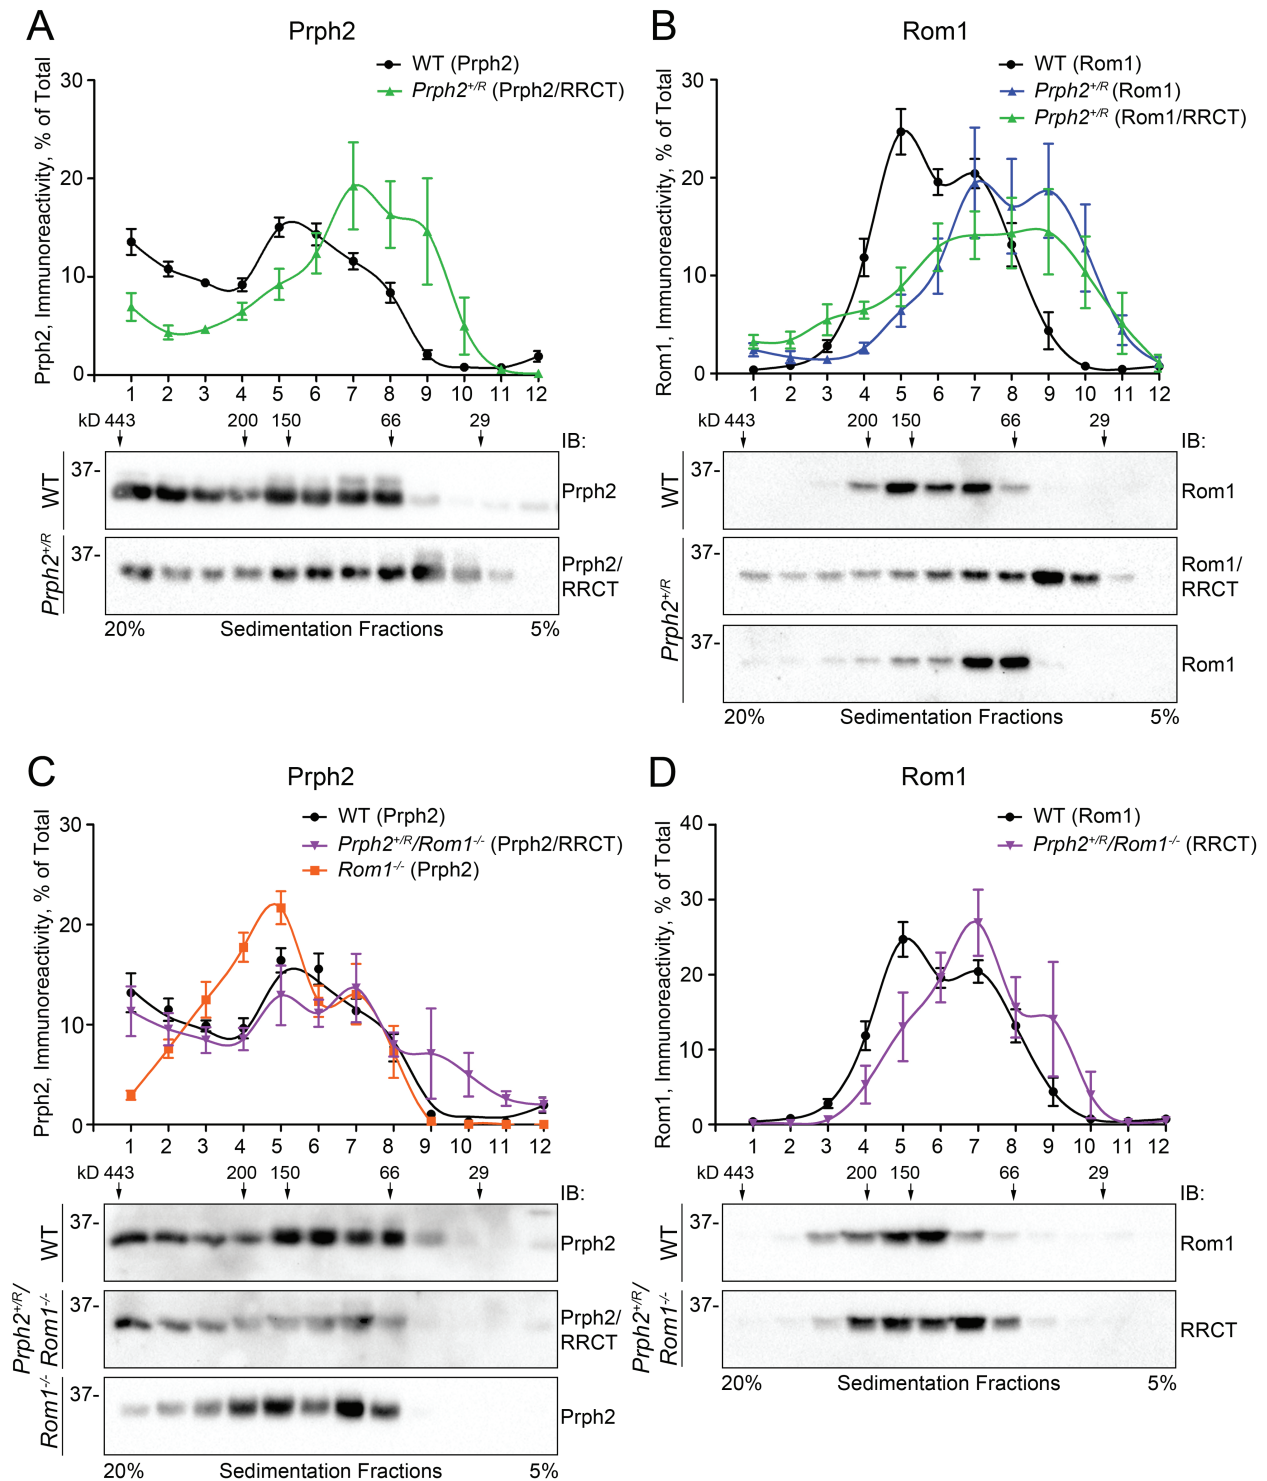 A
Prph2
WT (Prph2)
Prph2+/R (Prph2/RRCT)
Prph2, Immunoreactivity, % of Total
30
20
10
0
1 2 3 4 5 6 7 8 9 10 11 12
kD 443 200 150 66 29
IB:
WT
37-
Prph2
Prph2+/R
37-
Prph2/
RRCT
20% Sedimentation Fractions 5%
B
Rom1
WT (Rom1)
Prph2+/R (Rom1)
Prph2+/R (Rom1/RRCT)
Rom1, Immunoreactivity, % of Total
30
20
10
0
1 2 3 4 5 6 7 8 9 10 11 12
kD 443 200 150 66 29
IB:
WT
37-
Rom1
Prph2+/R
37-
Rom1/
RRCT
37-
Rom1
20% Sedimentation Fractions 5%
C
Prph2
WT (Prph2)
Prph2+/R/Rom1-/- (Prph2/RRCT)
Rom1-/- (Prph2)
Prph2, Immunoreactivity, % of Total
30
20
10
0
1 2 3 4 5 6 7 8 9 10 11 12
kD 443 200 150 66 29
IB:
WT
37-
Prph2
Prph2+/R/
Rom1-/-
37-
Prph2/
RRCT
Rom1-/-
37-
Prph2
20% Sedimentation Fractions 5%
D
Rom1
WT (Rom1)
Prph2+/R/Rom1-/- (RRCT)
Rom1, Immunoreactivity, % of Total
40
30
20
10
0
1 2 3 4 5 6 7 8 9 10 11 12
kD 443 200 150 66 29
IB:
WT
37-
Rom1
Prph2+/R/
Rom1-/-
37-
RRCT
20% Sedimentation Fractions 5%